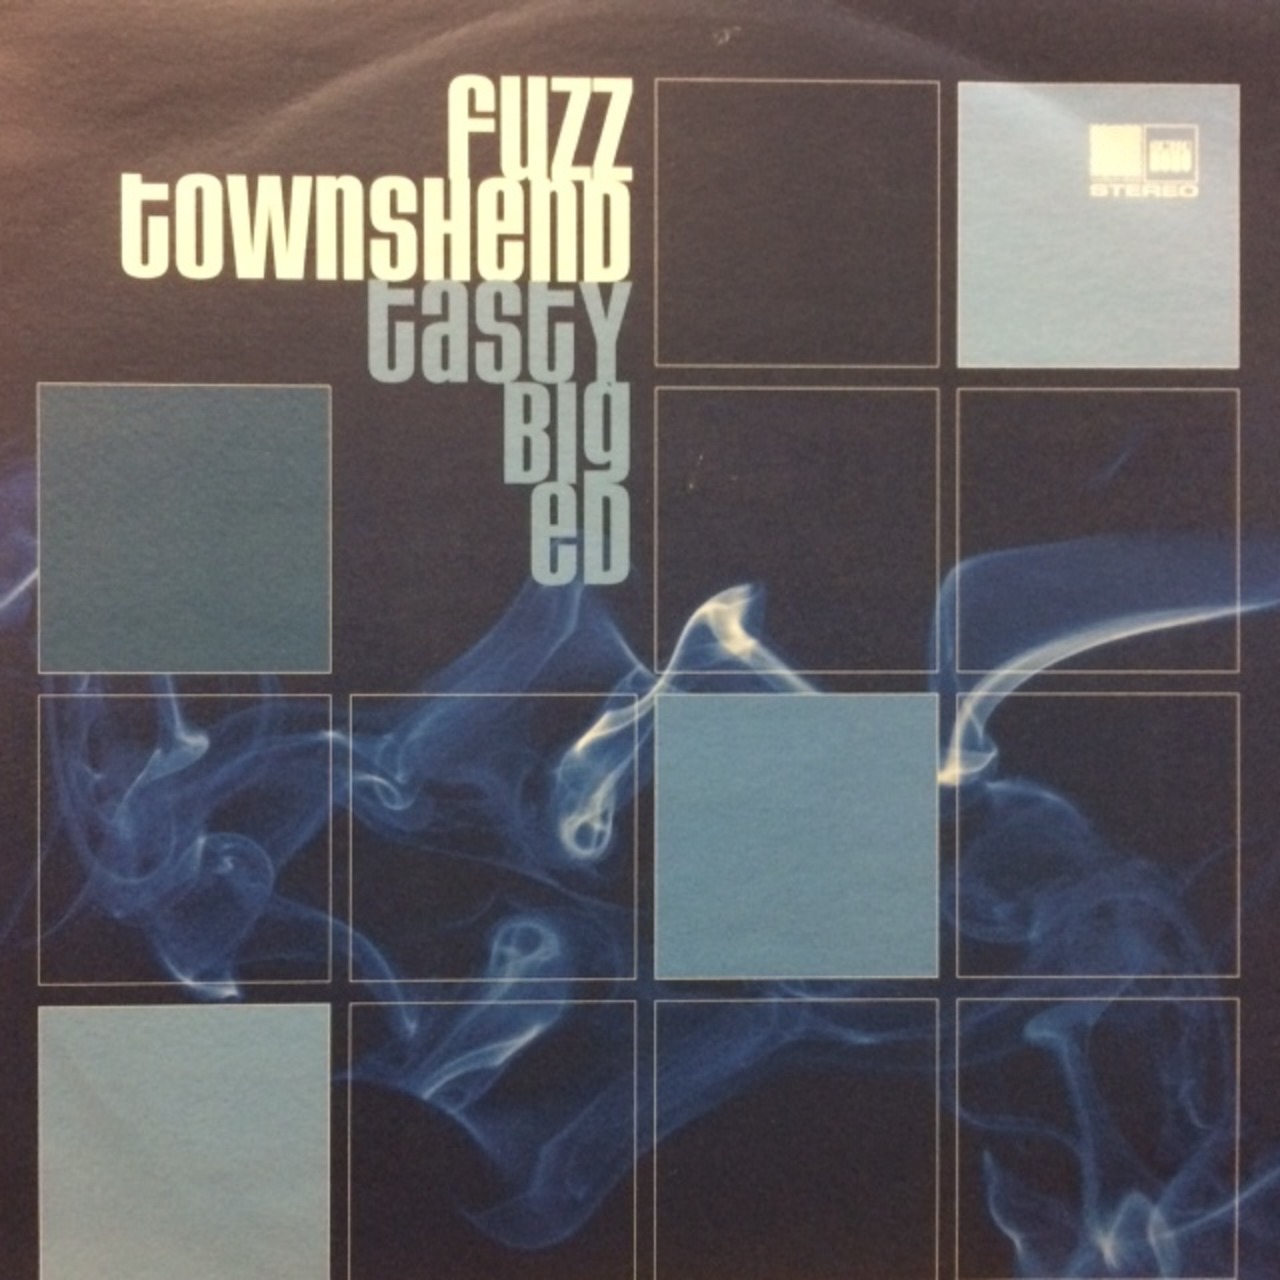 fuzz
townshend
tasty
Big
ed
STEREO